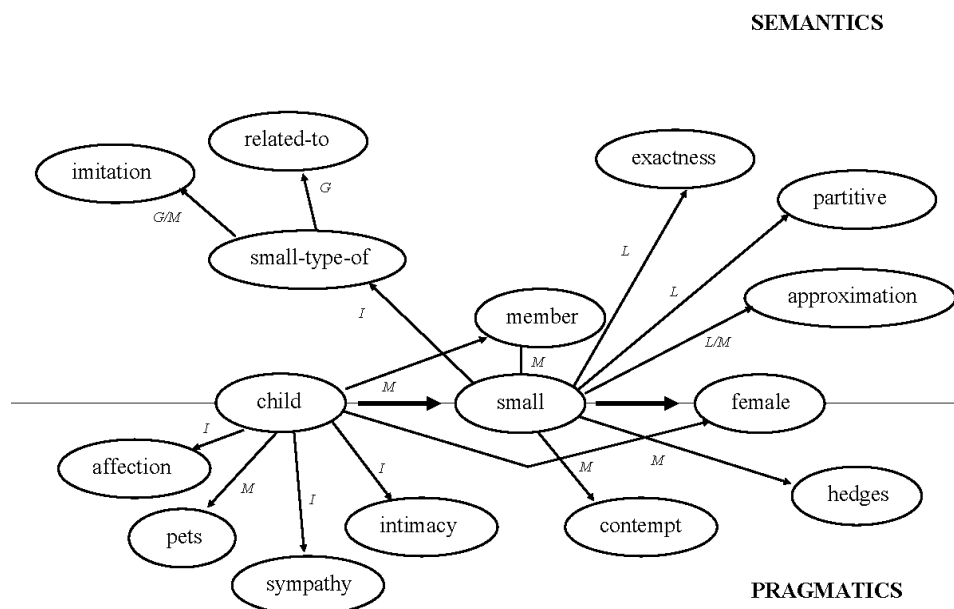 SEMANTICS
related-to
exactness
imitation
G
partitive
G/M
small-type-of
L
L
approximation
I
member
L/M
M
M
child
small
female
I
affection
I
M
M
M
hedges
I
pets
intimacy
contempt
sympathy
PRAGMATICS